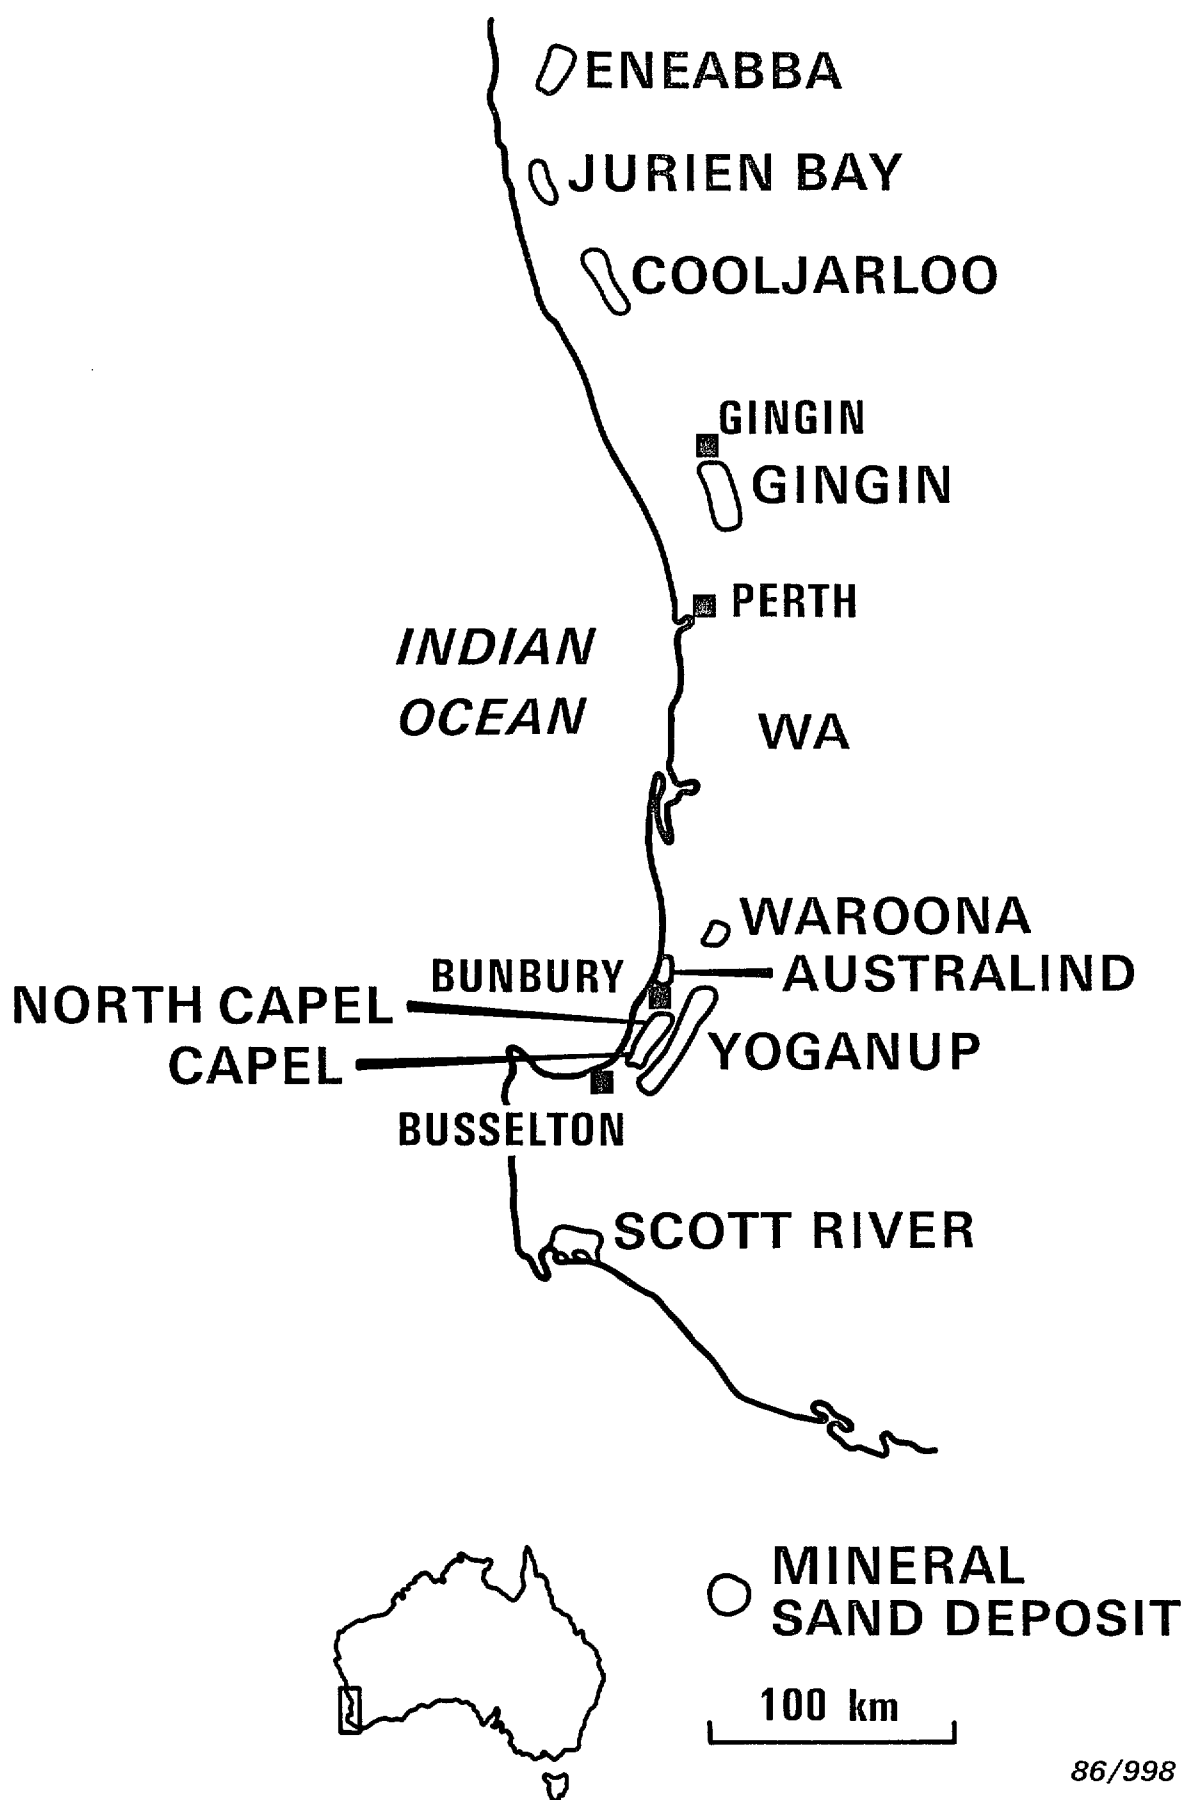 ENEABBA
JURIEN BAY
COOLJARLOO
GINGIN
GINGIN
PERTH
INDIAN
OCEAN
WA
WAROONA
BUNBURY
AUSTRALIND
NORTH CAPEL
YOGANUP
CAPEL
BUSSELTON
SCOTT RIVER
MINERAL
SAND DEPOSIT
100 km
86/998